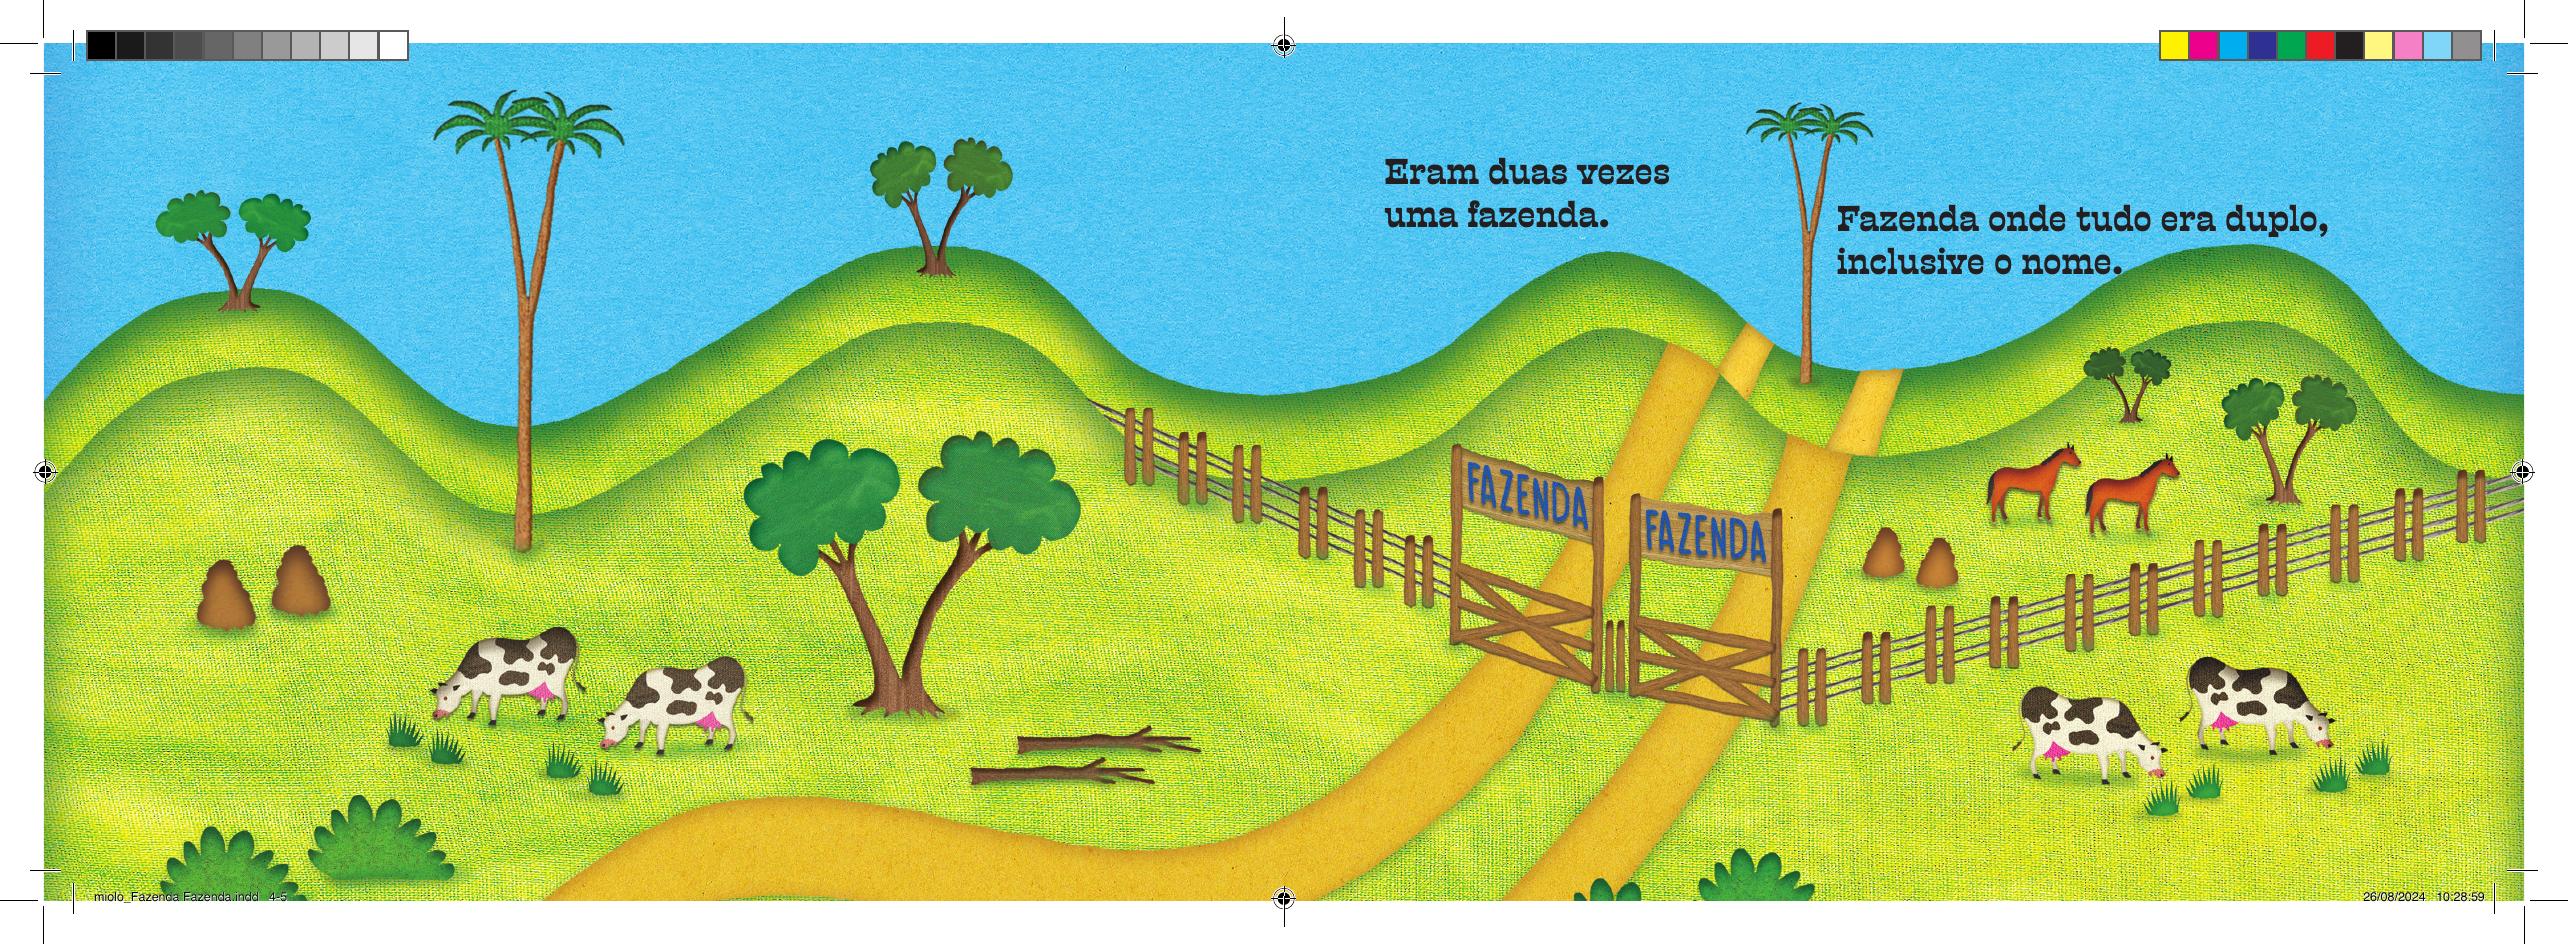 Eram duas vezes
uma fazenda.
Fazenda onde tudo era duplo,
inclusive o nome.
FAZENDA
FAZENDA
miolo_Fazenda Fazenda.indd   4-5
26/08/2024   10:28:59